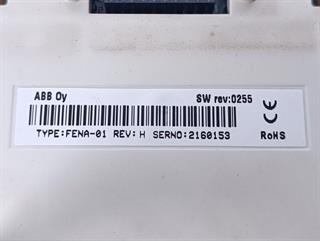 ABB Oy SW rev:0255
TYPE:FENA-01 REV:H SERNO:2160153
CE
RoHS